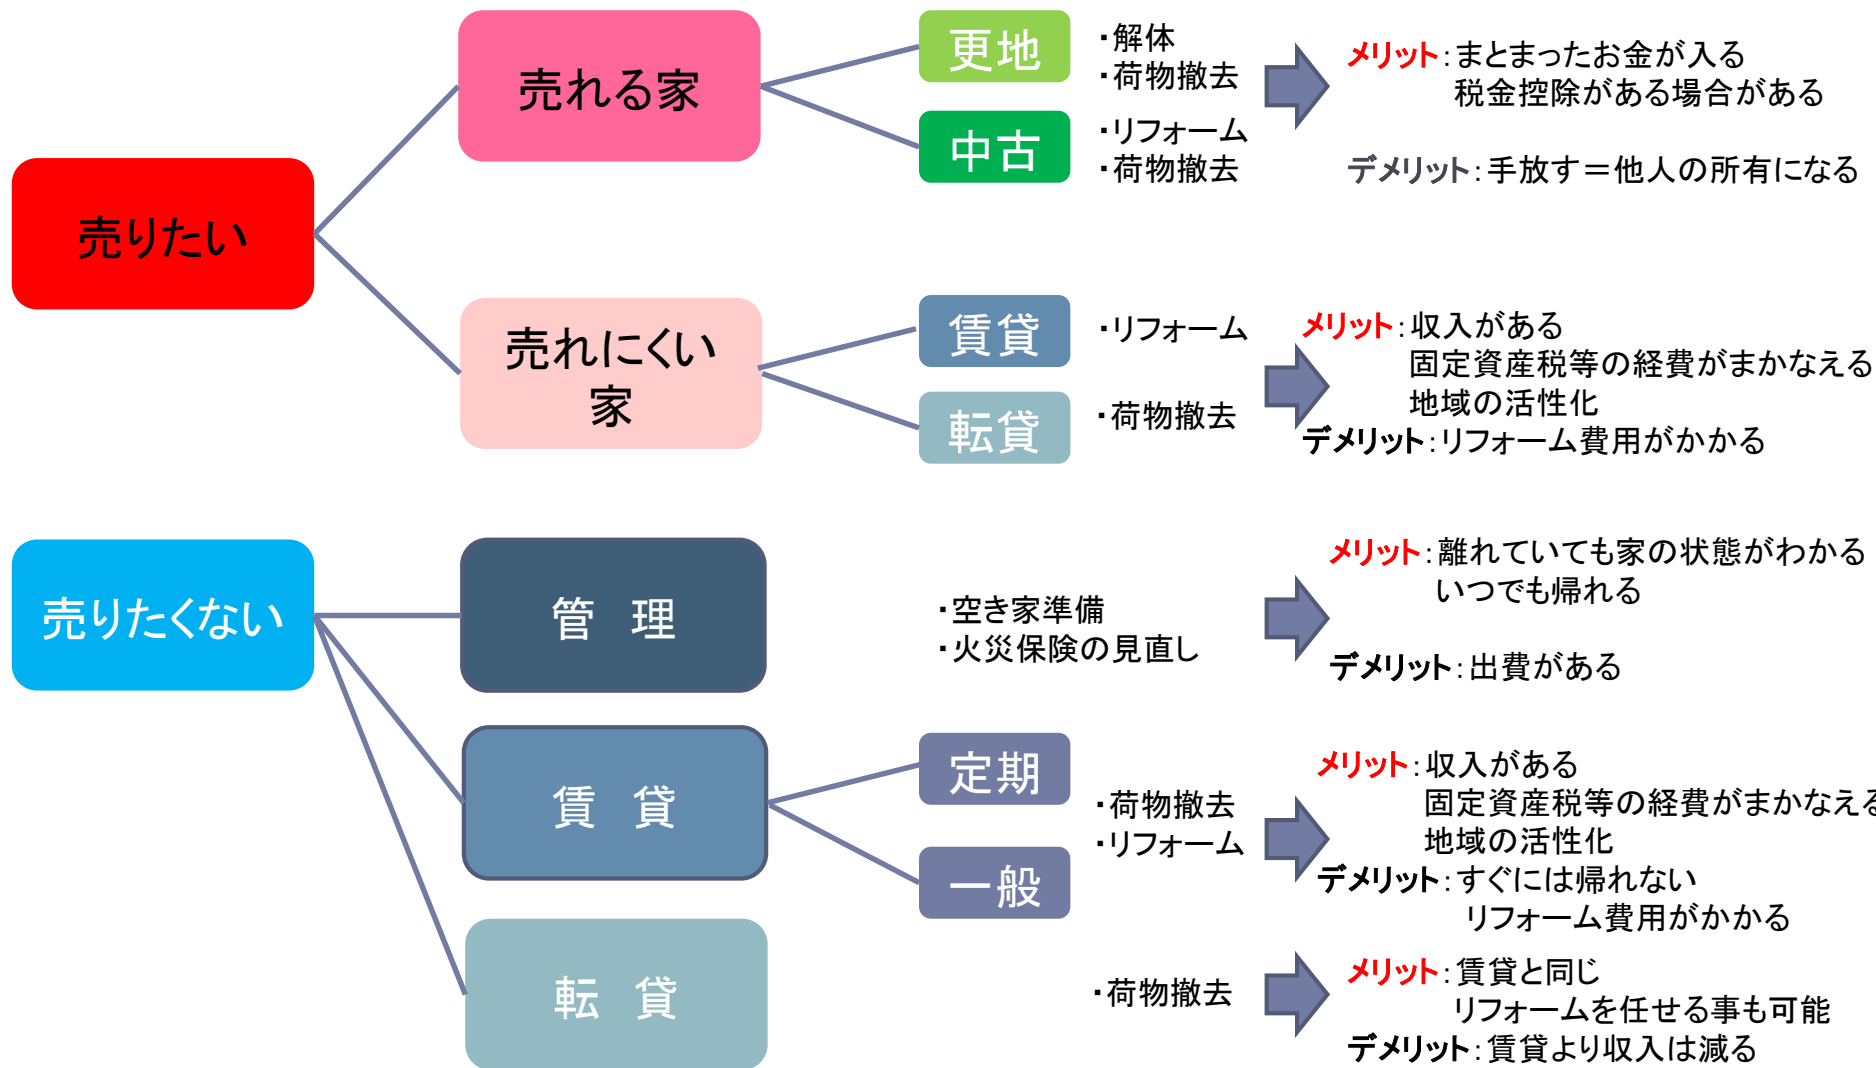 売りたい
売れる家
更地
・解体
・荷物撤去
中古
・リフォーム
・荷物撤去
メリット:まとまったお金が入る
税金控除がある場合がある
デメリット:手放す＝他人の所有になる
売れにくい
家
賃貸
・リフォーム
転貸
・荷物撤去
メリット:収入がある
固定資産税等の経費がまかなえる
地域の活性化
デメリット:リフォーム費用がかかる
売りたくない
管　理
・空き家準備
・火災保険の見直し
メリット:離れていても家の状態がわかる
いつでも帰れる
デメリット:出費がある
賃　貸
定期
一般
・荷物撤去
・リフォーム
メリット:収入がある
固定資産税等の経費がまかなえる
地域の活性化
デメリット:すぐには帰れない
リフォーム費用がかかる
転　貸
・荷物撤去
メリット:賃貸と同じ
リフォームを任せる事も可能
デメリット:賃貸より収入は減る